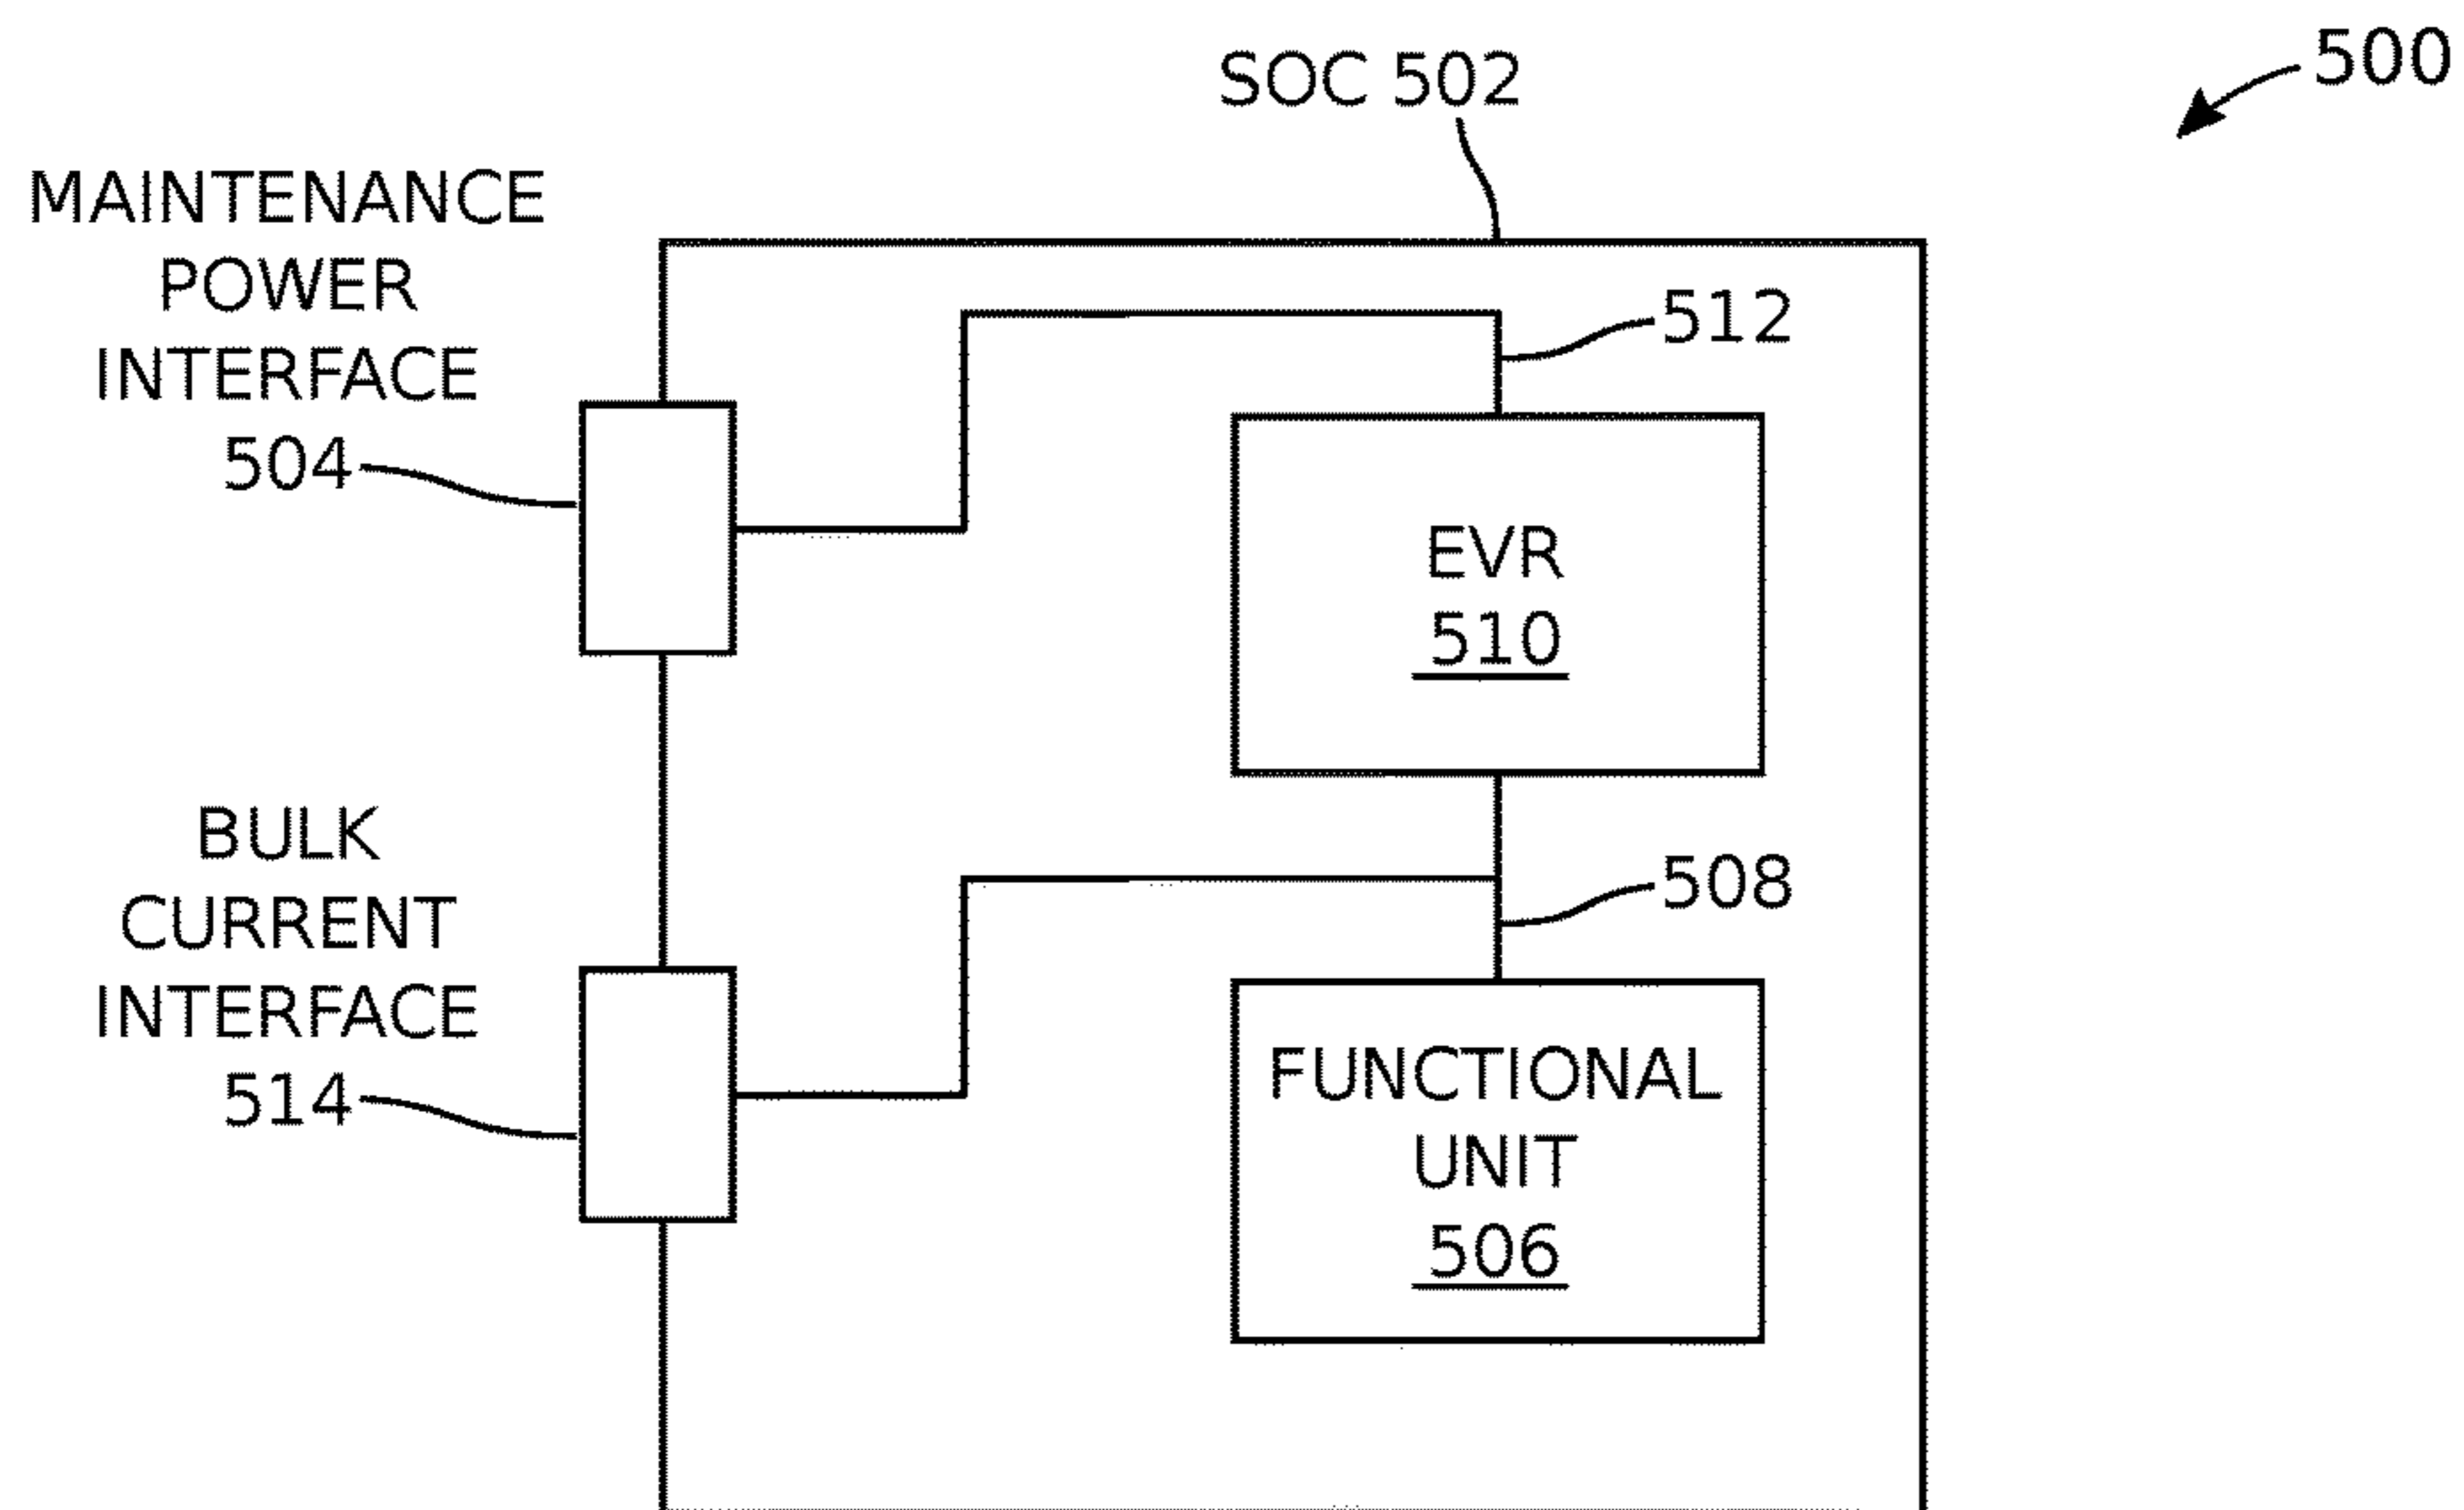 500
SOC 502
MAINTENANCE
POWER
INTERFACE
504
512
EVR
510
BULK
CURRENT
INTERFACE
514
508
FUNCTIONAL
UNIT
506